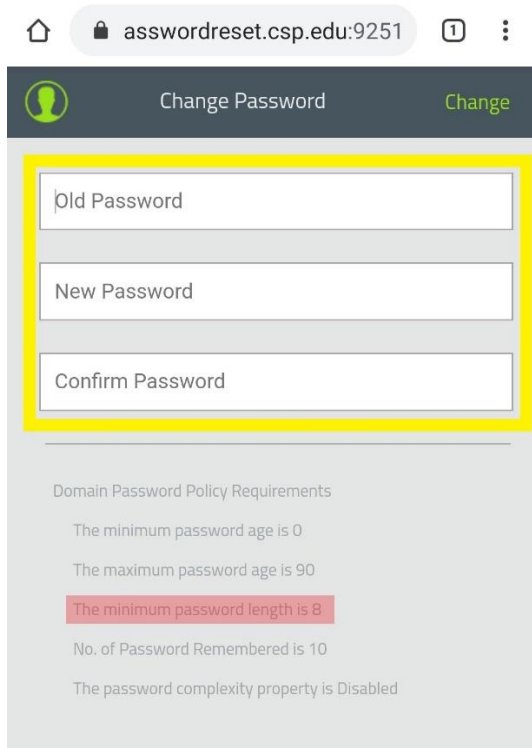 asswordreset.csp.edu:9251 1
Change Password Change
Old Password
New Password
Confirm Password
Domain Password Policy Requirements
The minimum password age is 0
The maximum password age is 90
The minimum password length is 8
No. of Password Remembered is 10
The password complexity property is Disabled